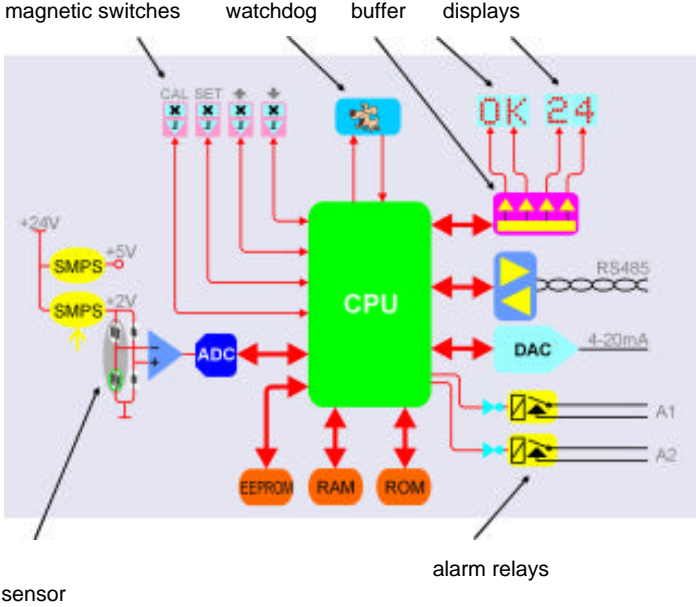 magnetic switches watchdog buffer displays
CAL SET
OK 24
+24V
+5V
SMPS
RS485
+2V
SMPS
CPU
ADC
DAC
4-20mA
A1
A2
EEPROM RAM ROM
alarm relays
sensor